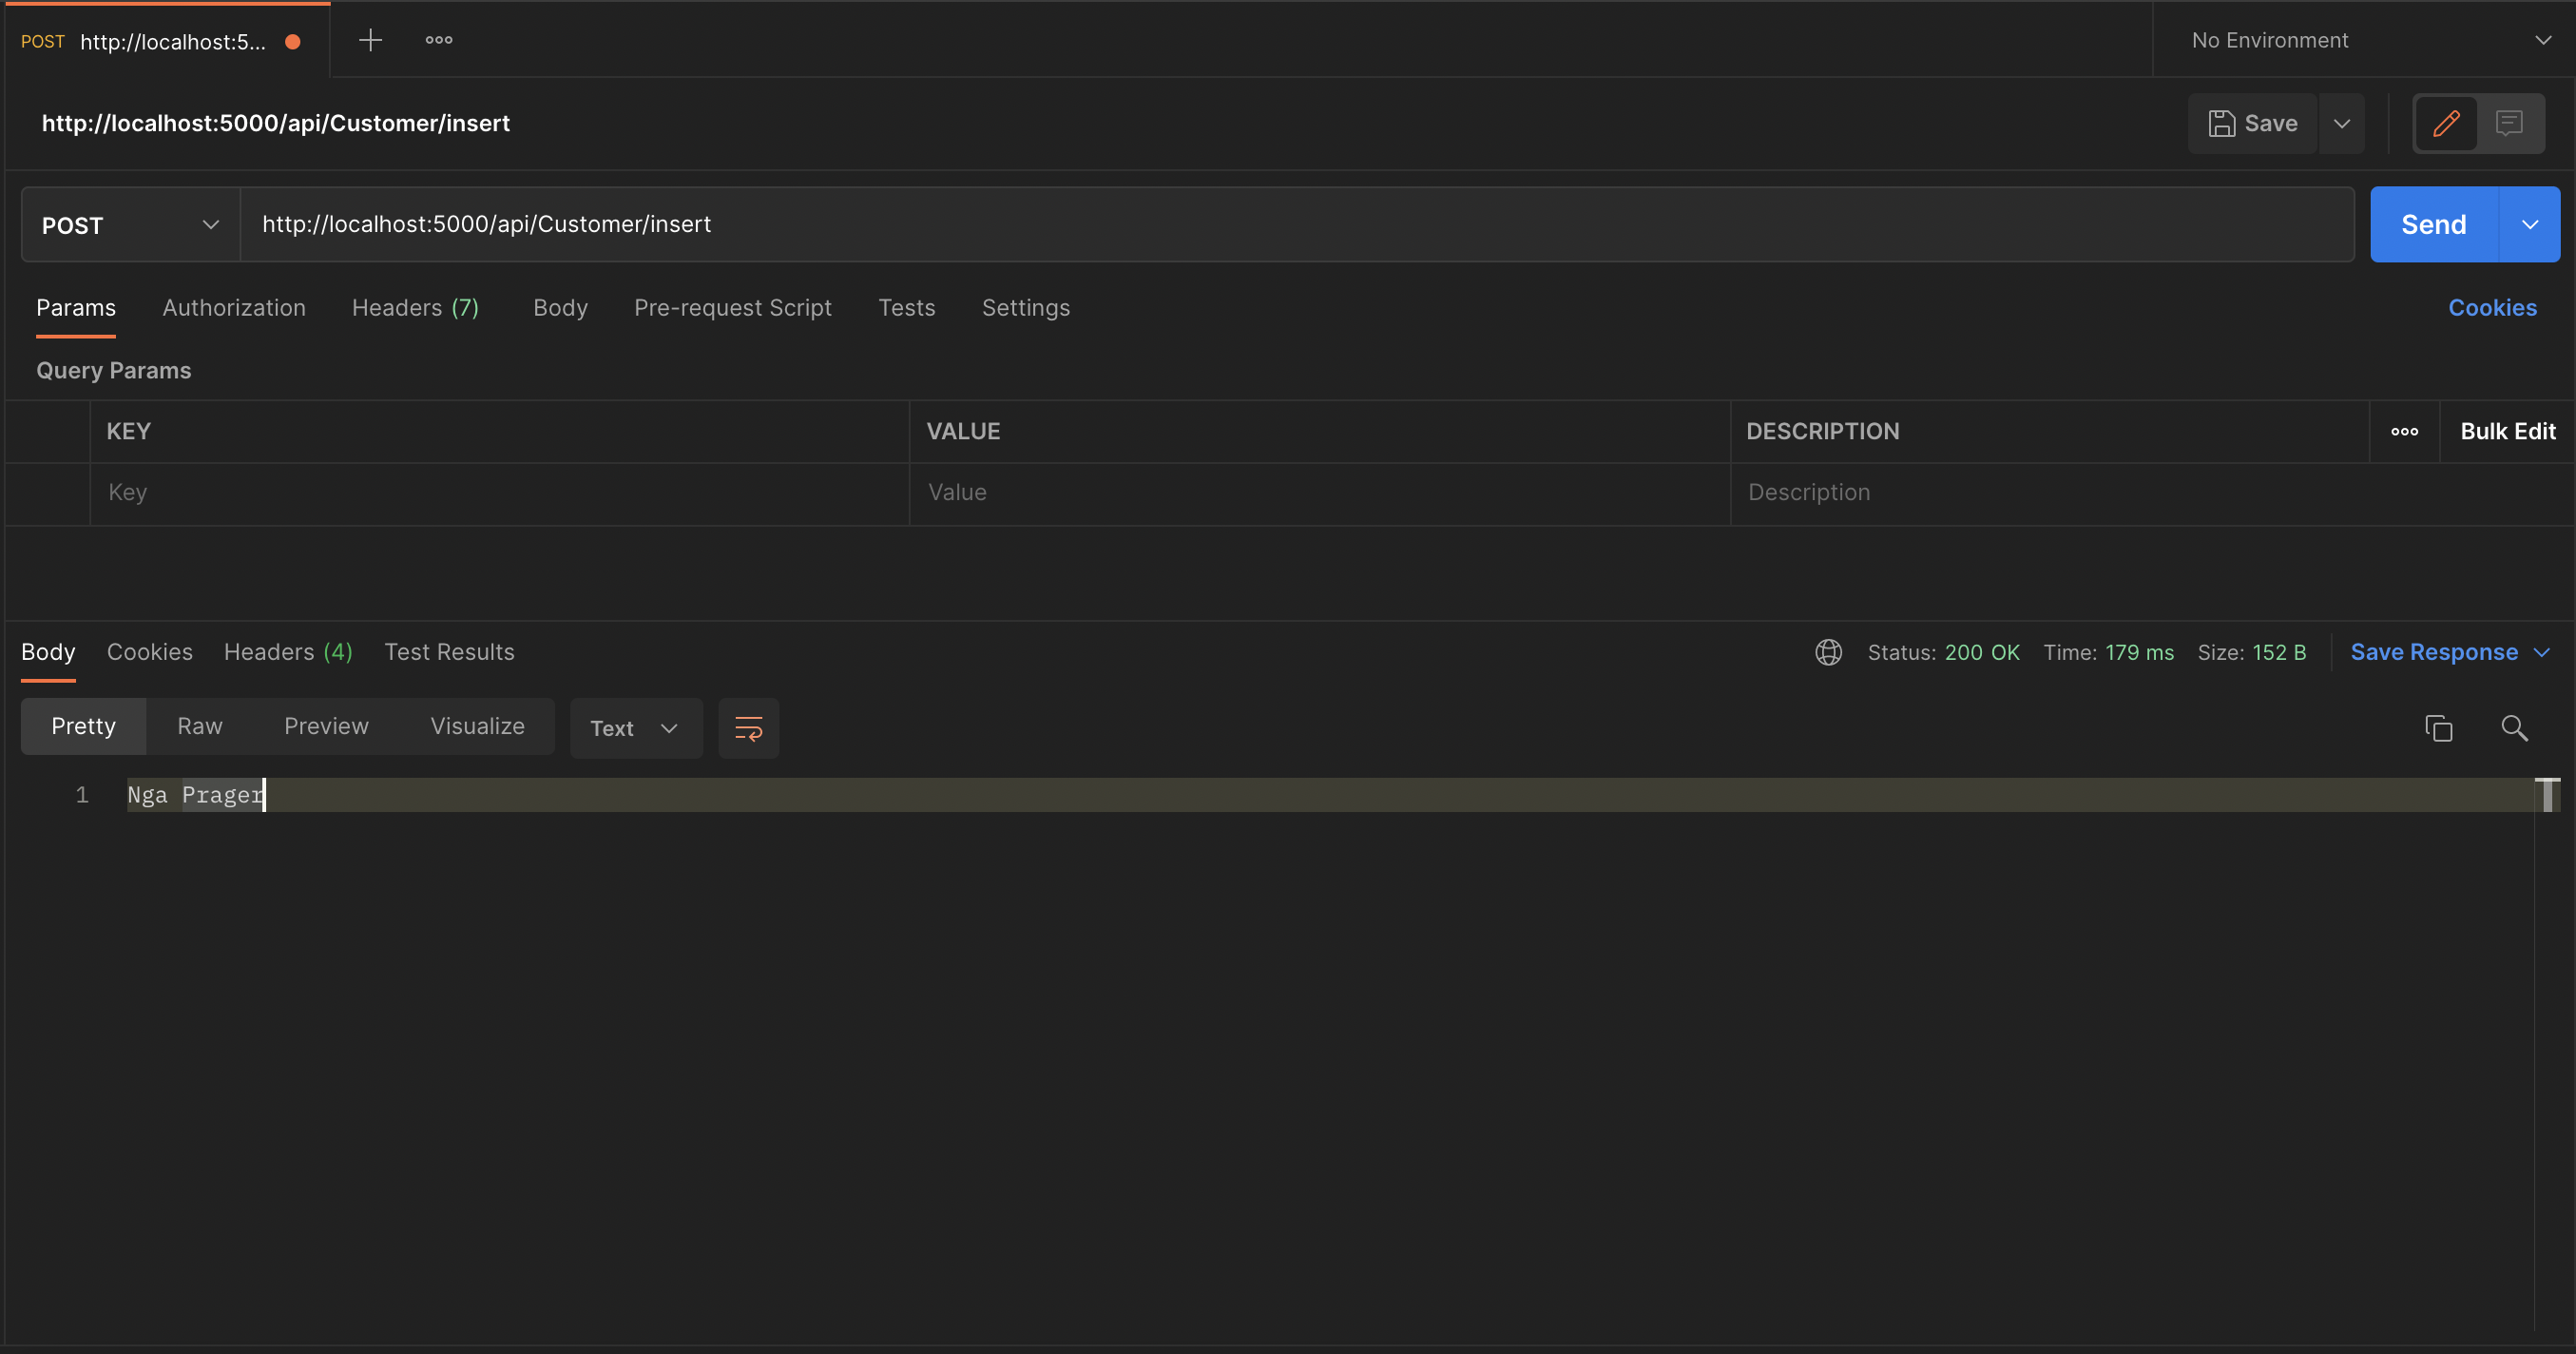 POST http://localhost:5... No Environment
http://localhost:5000/api/Customer/insert Save
POST http://localhost:5000/api/Customer/insert Send
Params Authorization Headers (7) Body Pre-request Script Tests Settings Cookies
Query Params
KEY VALUE DESCRIPTION Bulk Edit
Key Value Description
Body Cookies Headers (4) Test Results Status: 200 OK Time: 179 ms Size: 152 B Save Response
Pretty Raw Preview Visualize Text
1 Nga Prager